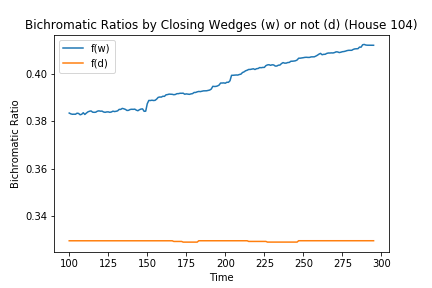 Bichromatic Ratios by Closing Wedges (w) or not (d) (House 104)
f(w)
f(d)
Bichromatic Ratio
0.40
0.38
0.36
0.34
100 125 150 175 200 225 250 275 300
Time